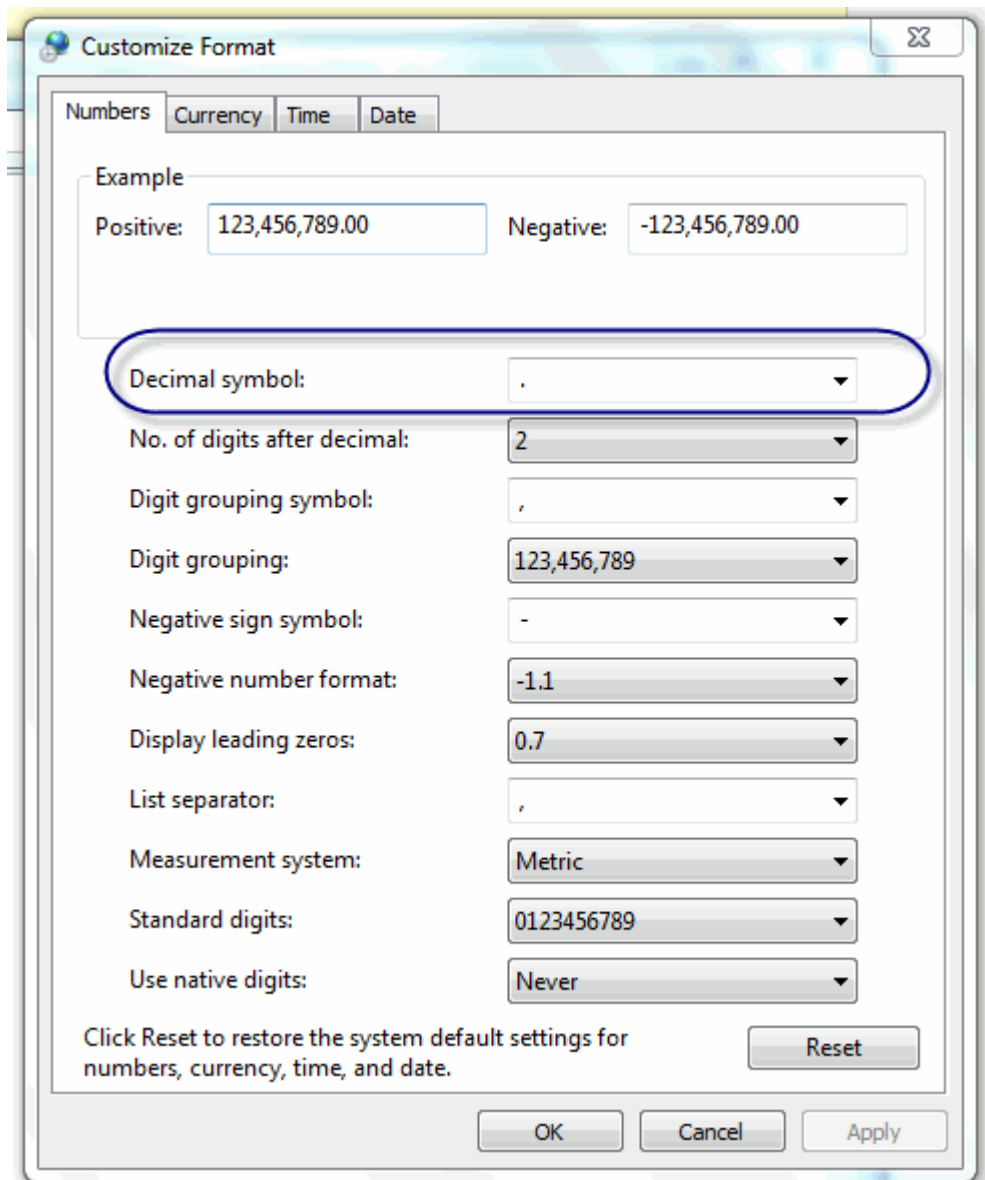 Customize Format
Numbers Currency Time Date
Example
Positive: 123,456,789.00 Negative: -123,456,789.00
Decimal symbol: .
No. of digits after decimal: 2
Digit grouping symbol: ,
Digit grouping: 123,456,789
Negative sign symbol: -
Negative number format: -1.1
Display leading zeros: 0.7
List separator: ,
Measurement system: Metric
Standard digits: 0123456789
Use native digits: Never
Click Reset to restore the system default settings for
numbers, currency, time, and date.
Reset
OK Cancel Apply